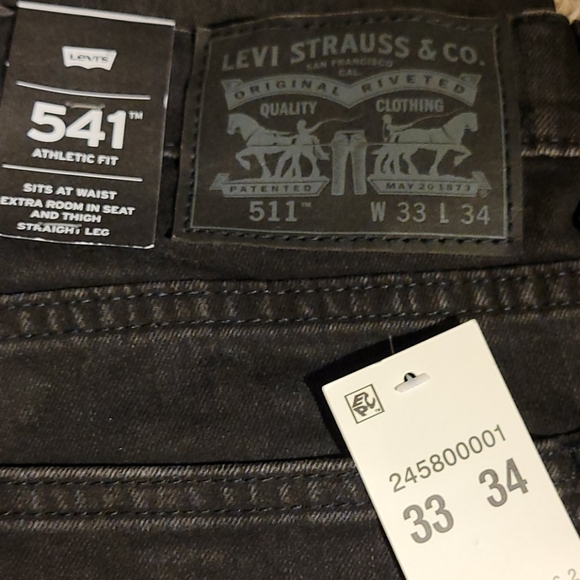 Levi's
541™
ATHLETIC FIT
SITS AT WAIST
EXTRA ROOM IN SEAT
AND THIGH
STRAIGHT LEG
LEVI STRAUSS & CO.
SAN FRANCISCO
CAL.
ORIGINAL RIVETED
QUALITY CLOTHING
PATENTED MAY 20 1873
511™ W 33 L 34
245800001
33 34